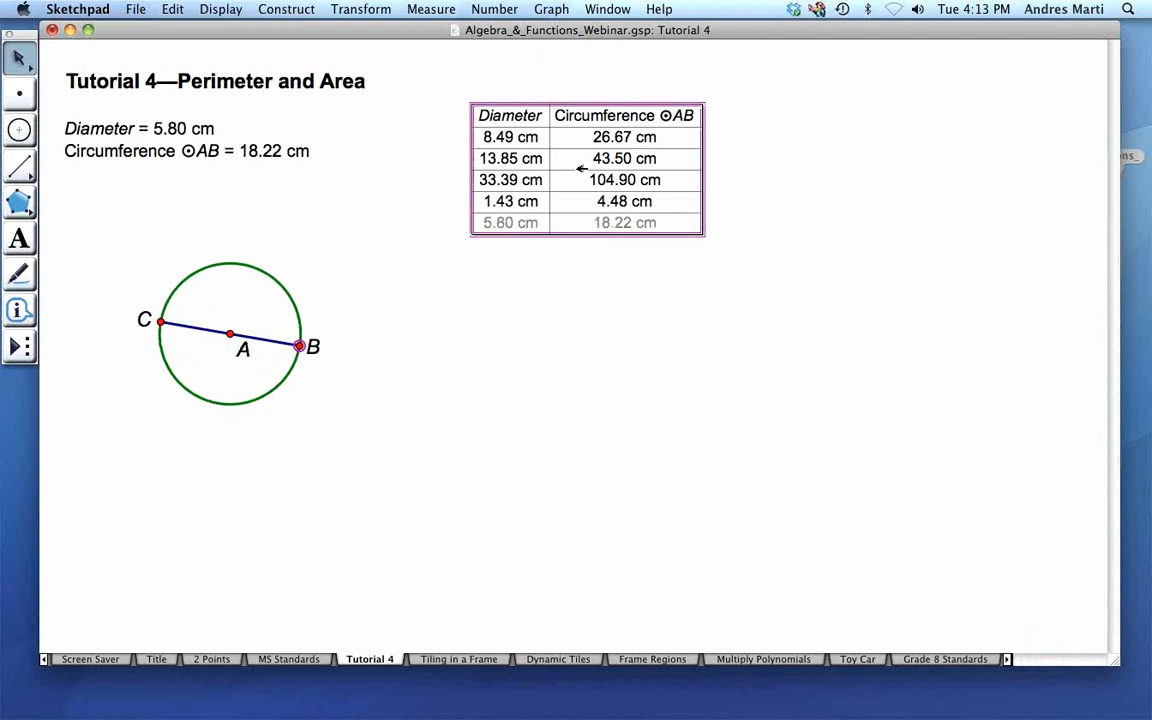 Sketchpad File Edit Display Construct Transform Measure Number Graph Window Help Tue 4:13 PM Andres Marti
Algebra_&_Functions_Webinar.gsp: Tutorial 4
Tutorial 4—Perimeter and Area
Diameter = 5.80 cm
Circumference ⊙AB = 18.22 cm
Diameter Circumference ⊙AB
8.49 cm 26.67 cm
13.85 cm 43.50 cm
33.39 cm 104.90 cm
1.43 cm 4.48 cm
5.80 cm 18.22 cm
C
A
B
A
ns_
Screen Saver Title 2 Points MS Standards Tutorial 4 Tiling in a Frame Dynamic Tiles Frame Regions Multiply Polynomials Toy Car Grade 8 Standards